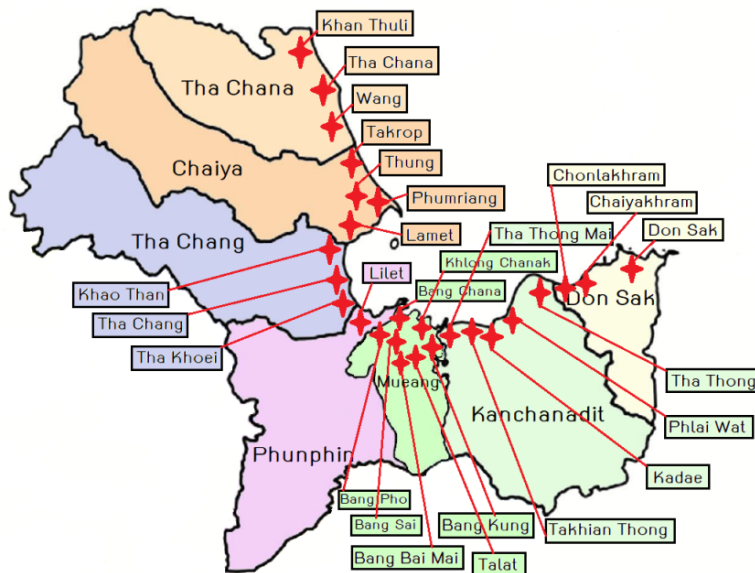 Khan Thuli
Tha Chana
Tha Chana
Wang
Takrop
Chaiya
Thung
Chonlakhram
Phumriang
Chaiyakhram
Lamet
Tha Thong Mai
Don Sak
Tha Chang
Khlong Chanak
Lilet
Bang Chana
Khao Than
Don Sak
Tha Chang
Tha Khoei
Mueang
Tha Thong
Kanchanadit
Phlai Wat
Phunphin
Kadae
Bang Pho
Bang Sai
Bang Kung
Takhian Thong
Bang Bai Mai
Talat